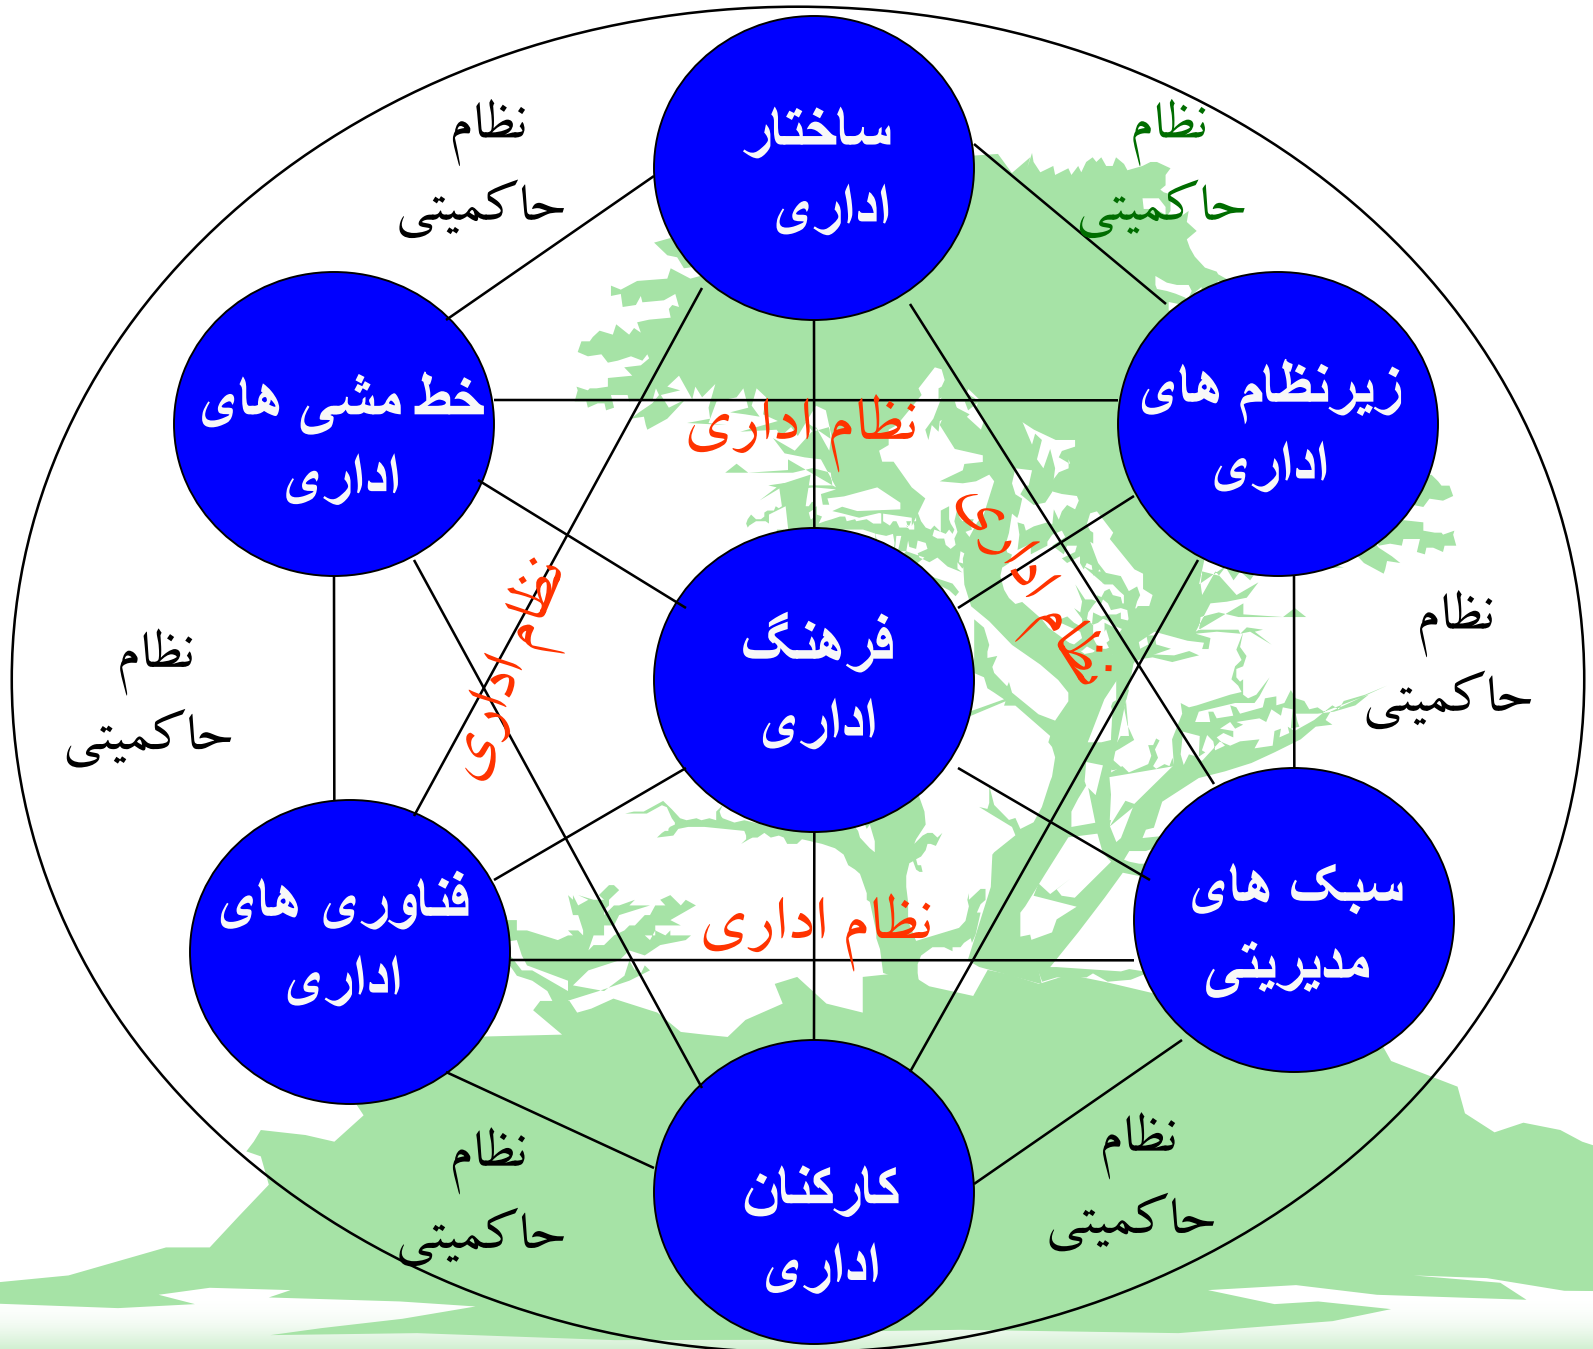 ساختار
اداری
نظام
حاکمیتی
نظام
حاکمیتی
زیرنظام های
اداری
خط مشی های
اداری
نظام اداری
نظام اداری
نظام اداری
فرهنگ
اداری
نظام
حاکمیتی
نظام
حاکمیتی
سبک های
مدیریتی
فناوری های
اداری
نظام اداری
کارکنان
اداری
نظام
حاکمیتی
نظام
حاکمیتی